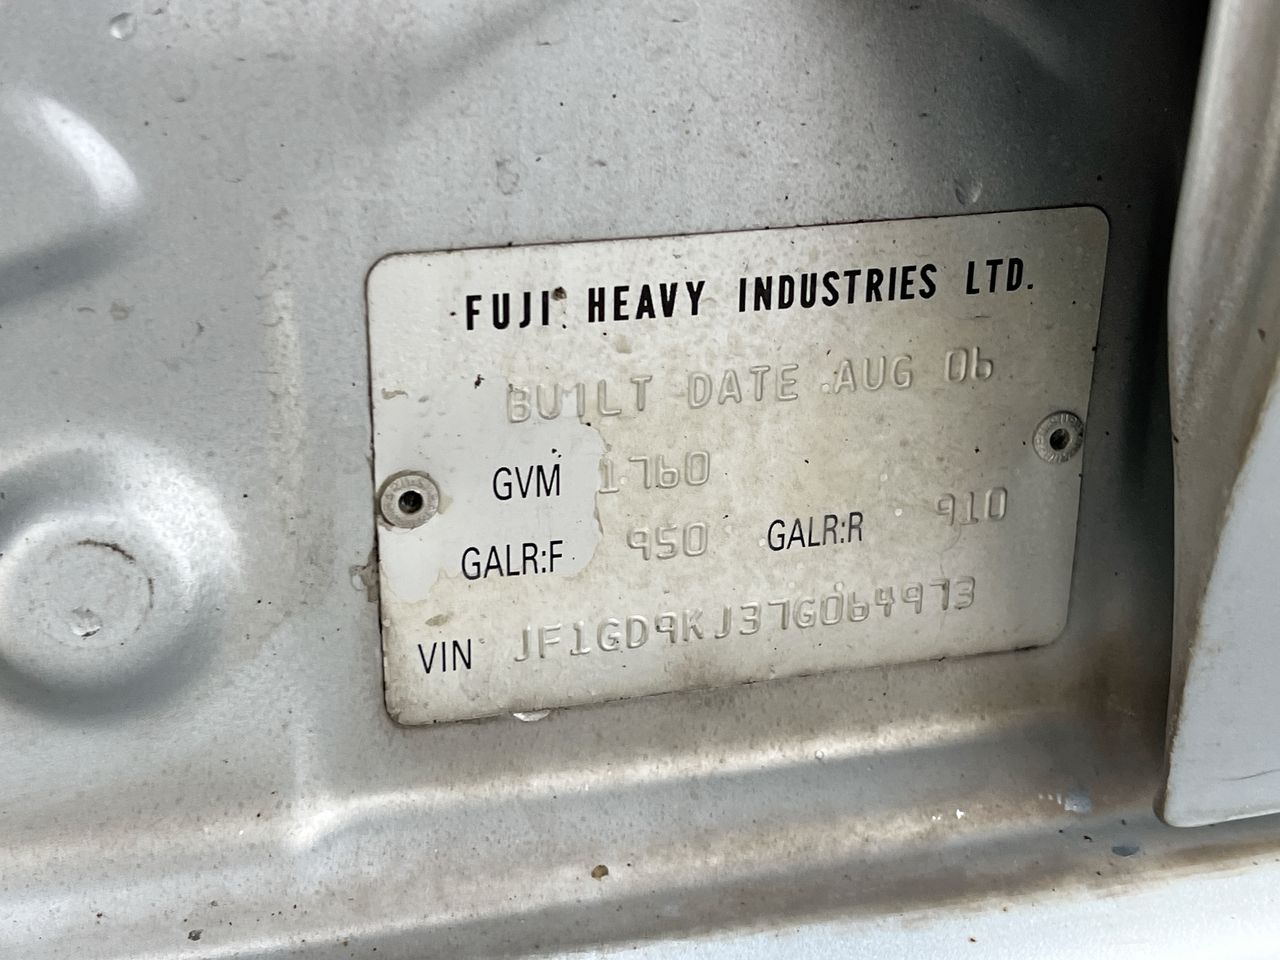 FUJI HEAVY INDUSTRIES LTD.
BUILT DATE AUG 06
GVM 1760
GALR:F 950 GALR:R 910
VIN JF1GD9KJ37G064973